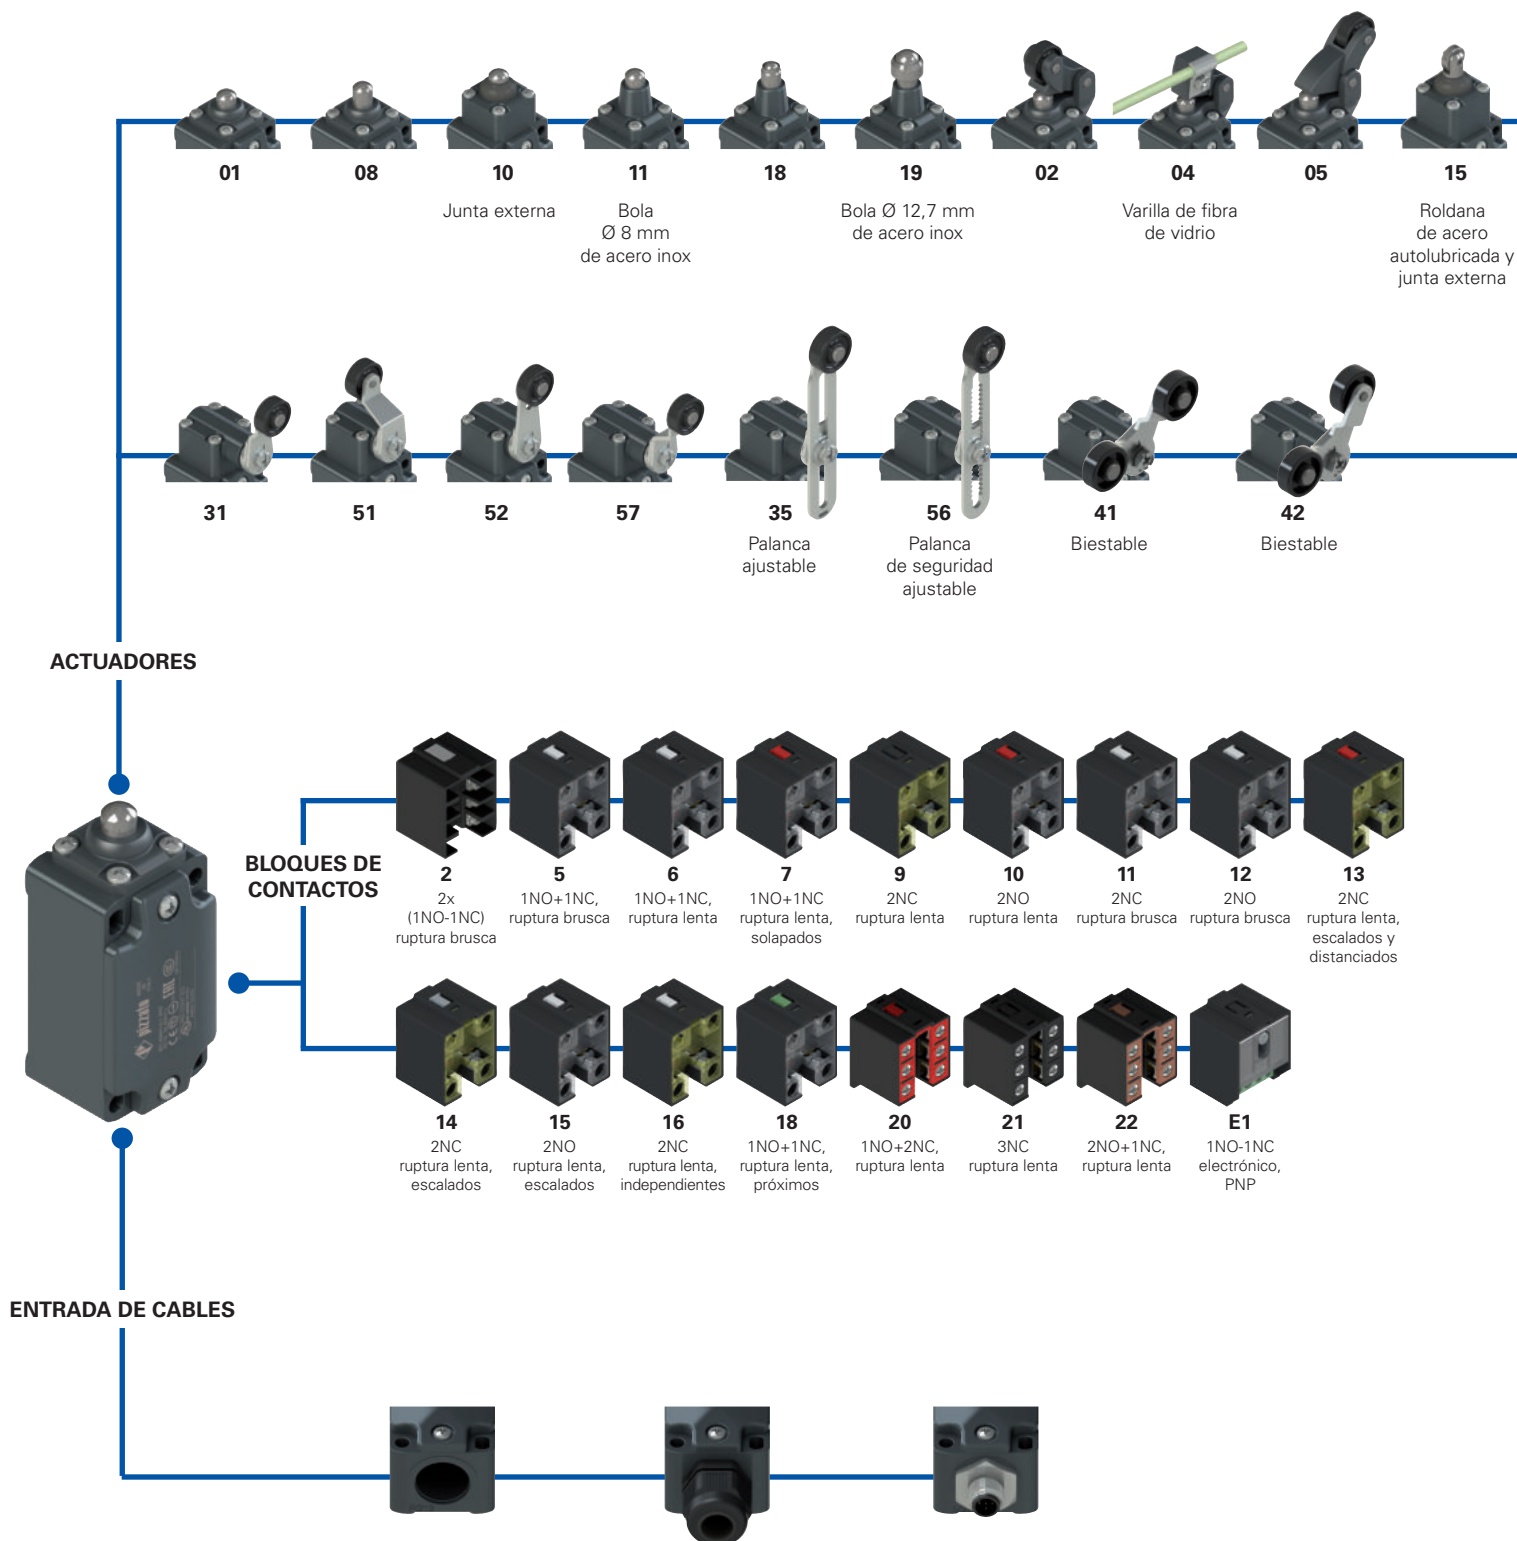 01
08
10
11
18
19
02
04
05
15
Junta externa
Bola
Ø 8 mm
de acero inox
Bola Ø 12,7 mm
de acero inox
Varilla de fibra
de vidrio
Roldana
de acero
autolubricada y
junta externa
31
51
52
57
35
56
41
42
Palanca
ajustable
Palanca
de seguridad
ajustable
Biestable
Biestable
ACTUADORES
BLOQUES DE
CONTACTOS
2
2x
(1NO-1NC)
ruptura brusca
5
1NO+1NC,
ruptura brusca
6
1NO+1NC,
ruptura lenta
7
1NO+1NC
ruptura lenta,
solapados
9
2NC
ruptura lenta
10
2NO
ruptura lenta
11
2NC
ruptura brusca
12
2NO
ruptura brusca
13
2NC
ruptura lenta,
escalados y
distanciados
pizzato
14
2NC
ruptura lenta,
escalados
15
2NO
ruptura lenta,
escalados
16
2NC
ruptura lenta,
independientes
18
1NO+1NC,
ruptura lenta,
próximos
20
1NO+2NC,
ruptura lenta
21
3NC
ruptura lenta
22
2NO+1NC,
ruptura lenta
E1
1NO-1NC
electrónico,
PNP
ENTRADA DE CABLES